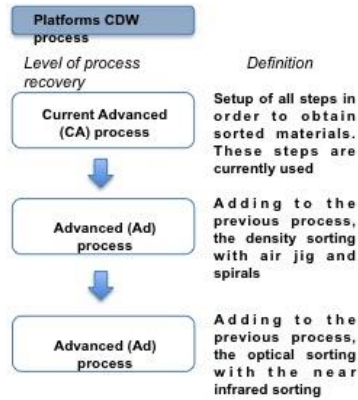 Platforms CDW
process
Level of process
recovery
Definition
Current Advanced
(CA) process
Setup of all steps in
order to obtain
sorted materials.
These steps are
currently used
Advanced (Ad)
process
Adding to the
previous process,
the density sorting
with air jig and
spirals
Advanced (Ad)
process
Adding to the
previous process,
the optical sorting
with the near
infrared sorting